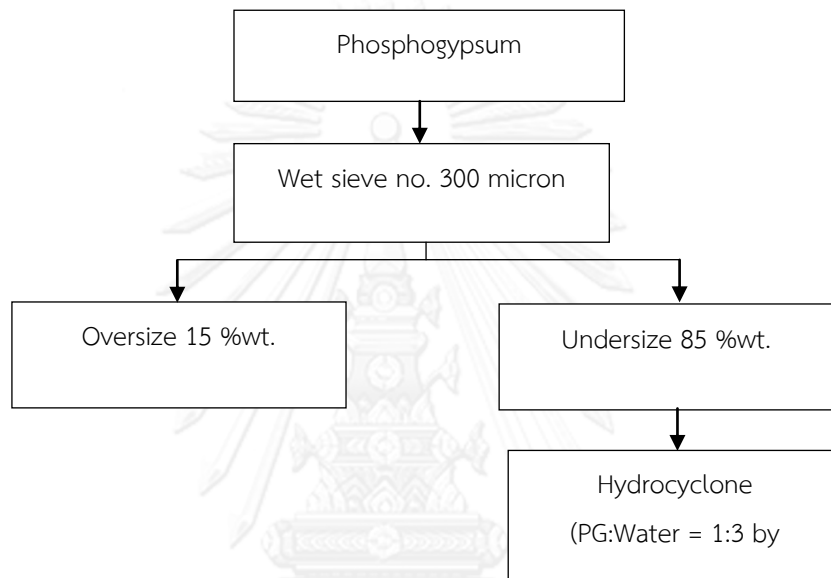 Phosphogypsum
Wet sieve no. 300 micron
Oversize 15 %wt.
Undersize 85 %wt.
Hydrocyclone
(PG:Water = 1:3 by